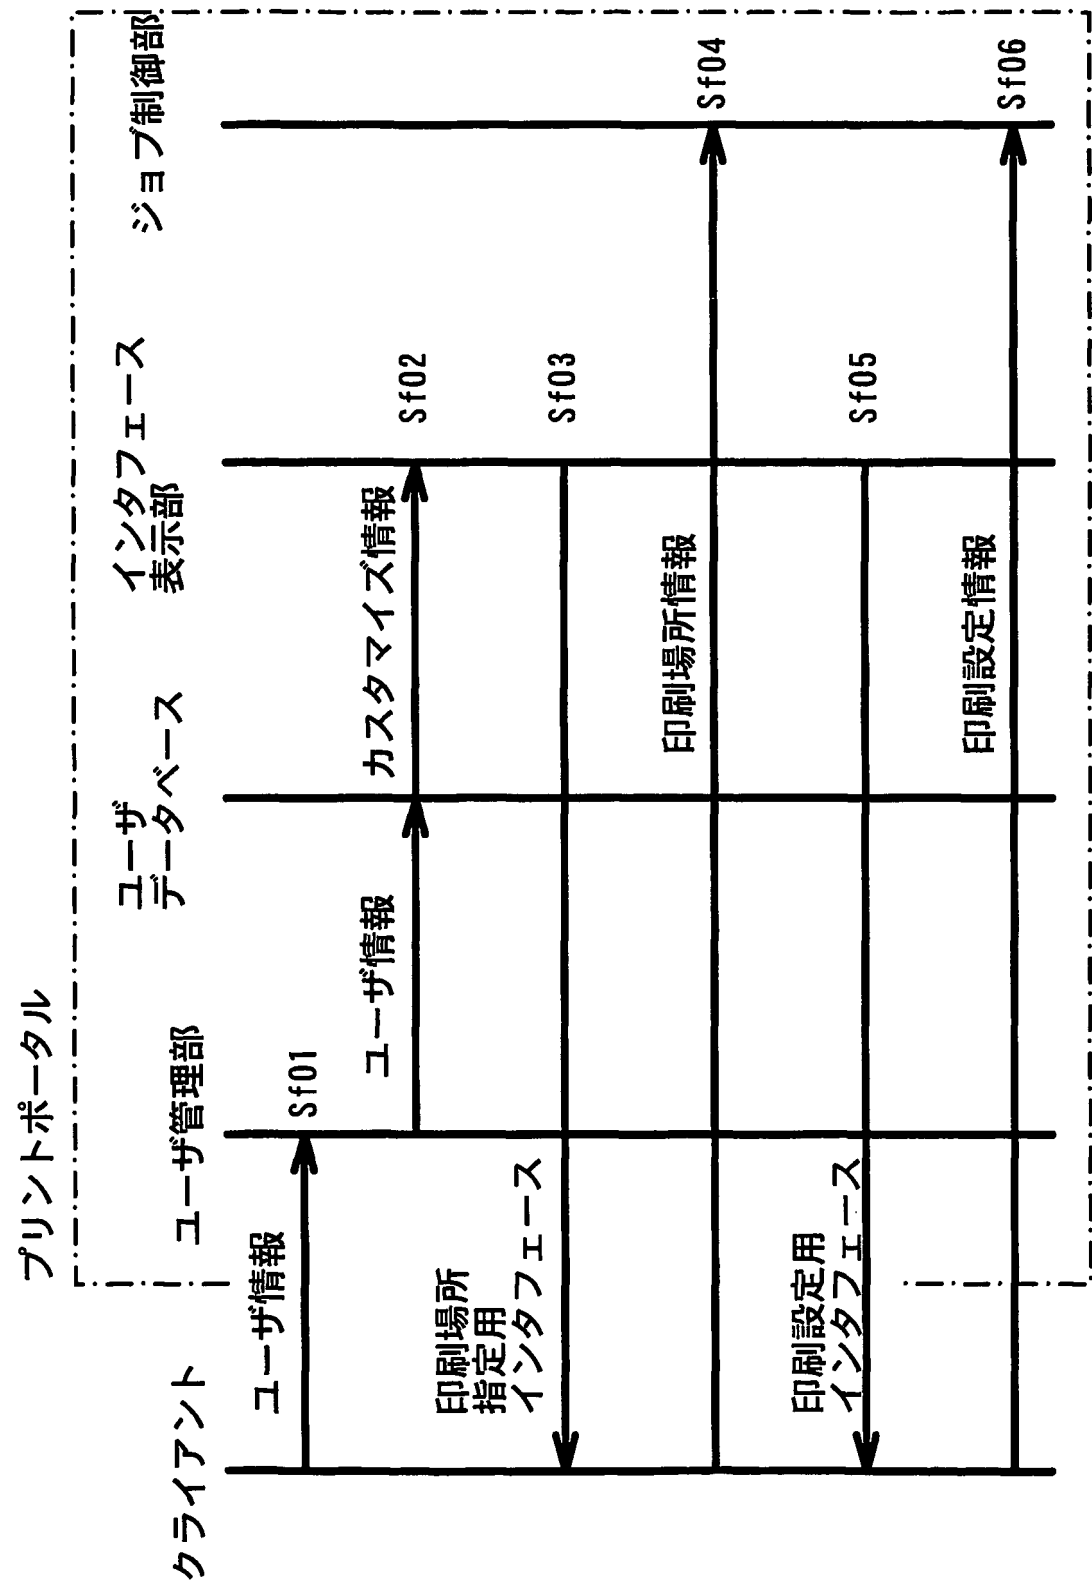 プリントポータル
クライアント
ユーザ管理部
ユーザ
データベース
インタフェース
表示部
ジョブ制御部
ユーザ情報
Sf01
ユーザ情報
カスタマイズ情報
Sf02
印刷場所
指定用
インタフェース
Sf03
印刷場所情報
Sf04
印刷設定用
インタフェース
Sf05
印刷設定情報
Sf06